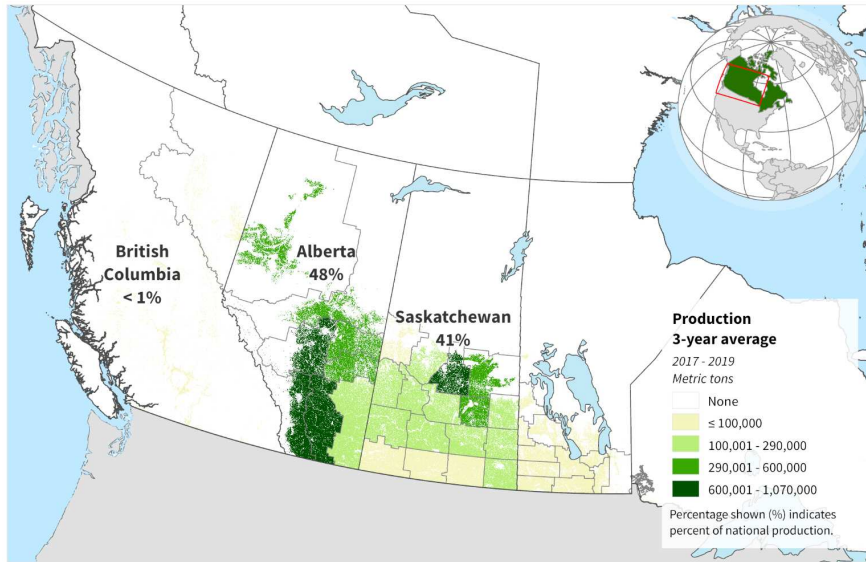 British
Columbia
< 1%
Alberta
48%
Saskatchewan
41%
Production
3-year average
2017 - 2019
Metric tons
None
≤ 100,000
100,001 - 290,000
290,001 - 600,000
600,001 - 1,070,000
Percentage shown (%) indicates
percent of national production.